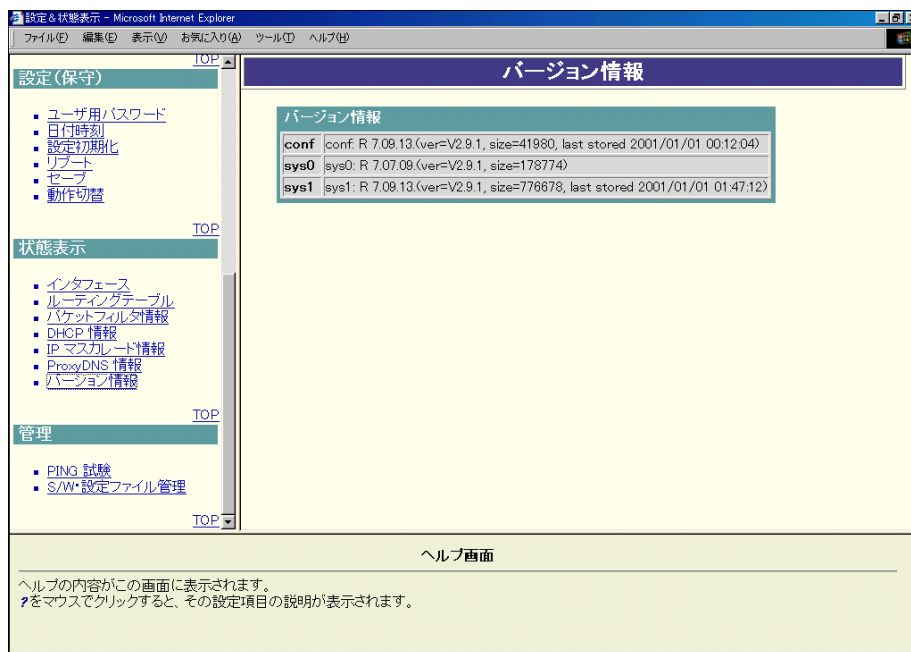 設定&状態表示 - Microsoft Internet Explorer
ファイル(F) 編集(E) 表示(V) お気に入り(A) ツール(T) ヘルプ(H)
TOP
設定(保守)
ユーザ用パスワード
日付時刻
設定初期化
リブート
セーブ
動作切替
TOP
状態表示
インタフェース
ルーティングテーブル
パケットフィルタ情報
DHCP 情報
IP マスカレード情報
ProxyDNS 情報
バージョン情報
TOP
管理
PING 試験
S/W・設定ファイル管理
TOP
バージョン情報
バージョン情報
conf conf: R 7.09.13.(ver=V2.9.1, size=41980, last stored 2001/01/01 00:12:04)
sys0 sys0: R 7.07.09.(ver=V2.9.1, size=178774)
sys1 sys1: R 7.09.13.(ver=V2.9.1, size=776678, last stored 2001/01/01 01:47:12)
ヘルプ画面
ヘルプの内容がこの画面に表示されます。
?をマウスでクリックすると、その設定項目の説明が表示されます。